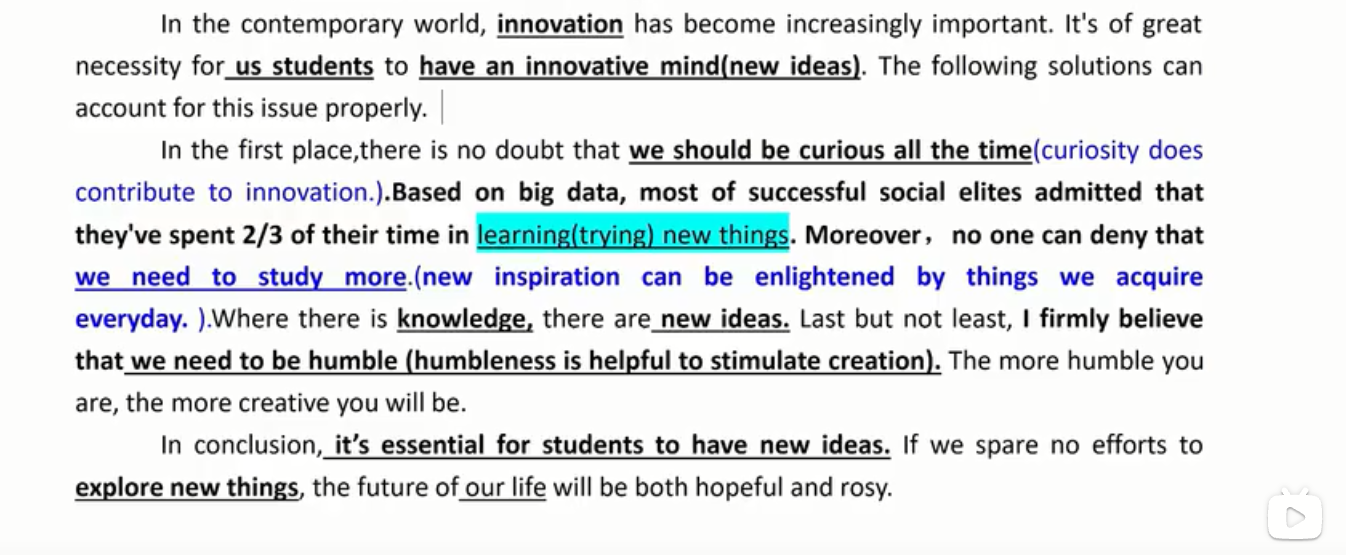 In the contemporary world, innovation has become increasingly important. It's of great
necessity for us students to have an innovative mind(new ideas). The following solutions can
account for this issue properly.
In the first place,there is no doubt that we should be curious all the time(curiosity does
contribute to innovation.).Based on big data, most of successful social elites admitted that
they've spent 2/3 of their time in learning(trying) new things. Moreover，no one can deny that
we need to study more.(new inspiration can be enlightened by things we acquire
everyday. ).Where there is knowledge, there are new ideas. Last but not least, I firmly believe
that we need to be humble (humbleness is helpful to stimulate creation). The more humble you
are, the more creative you will be.
In conclusion, it’s essential for students to have new ideas. If we spare no efforts to
explore new things, the future of our life will be both hopeful and rosy.